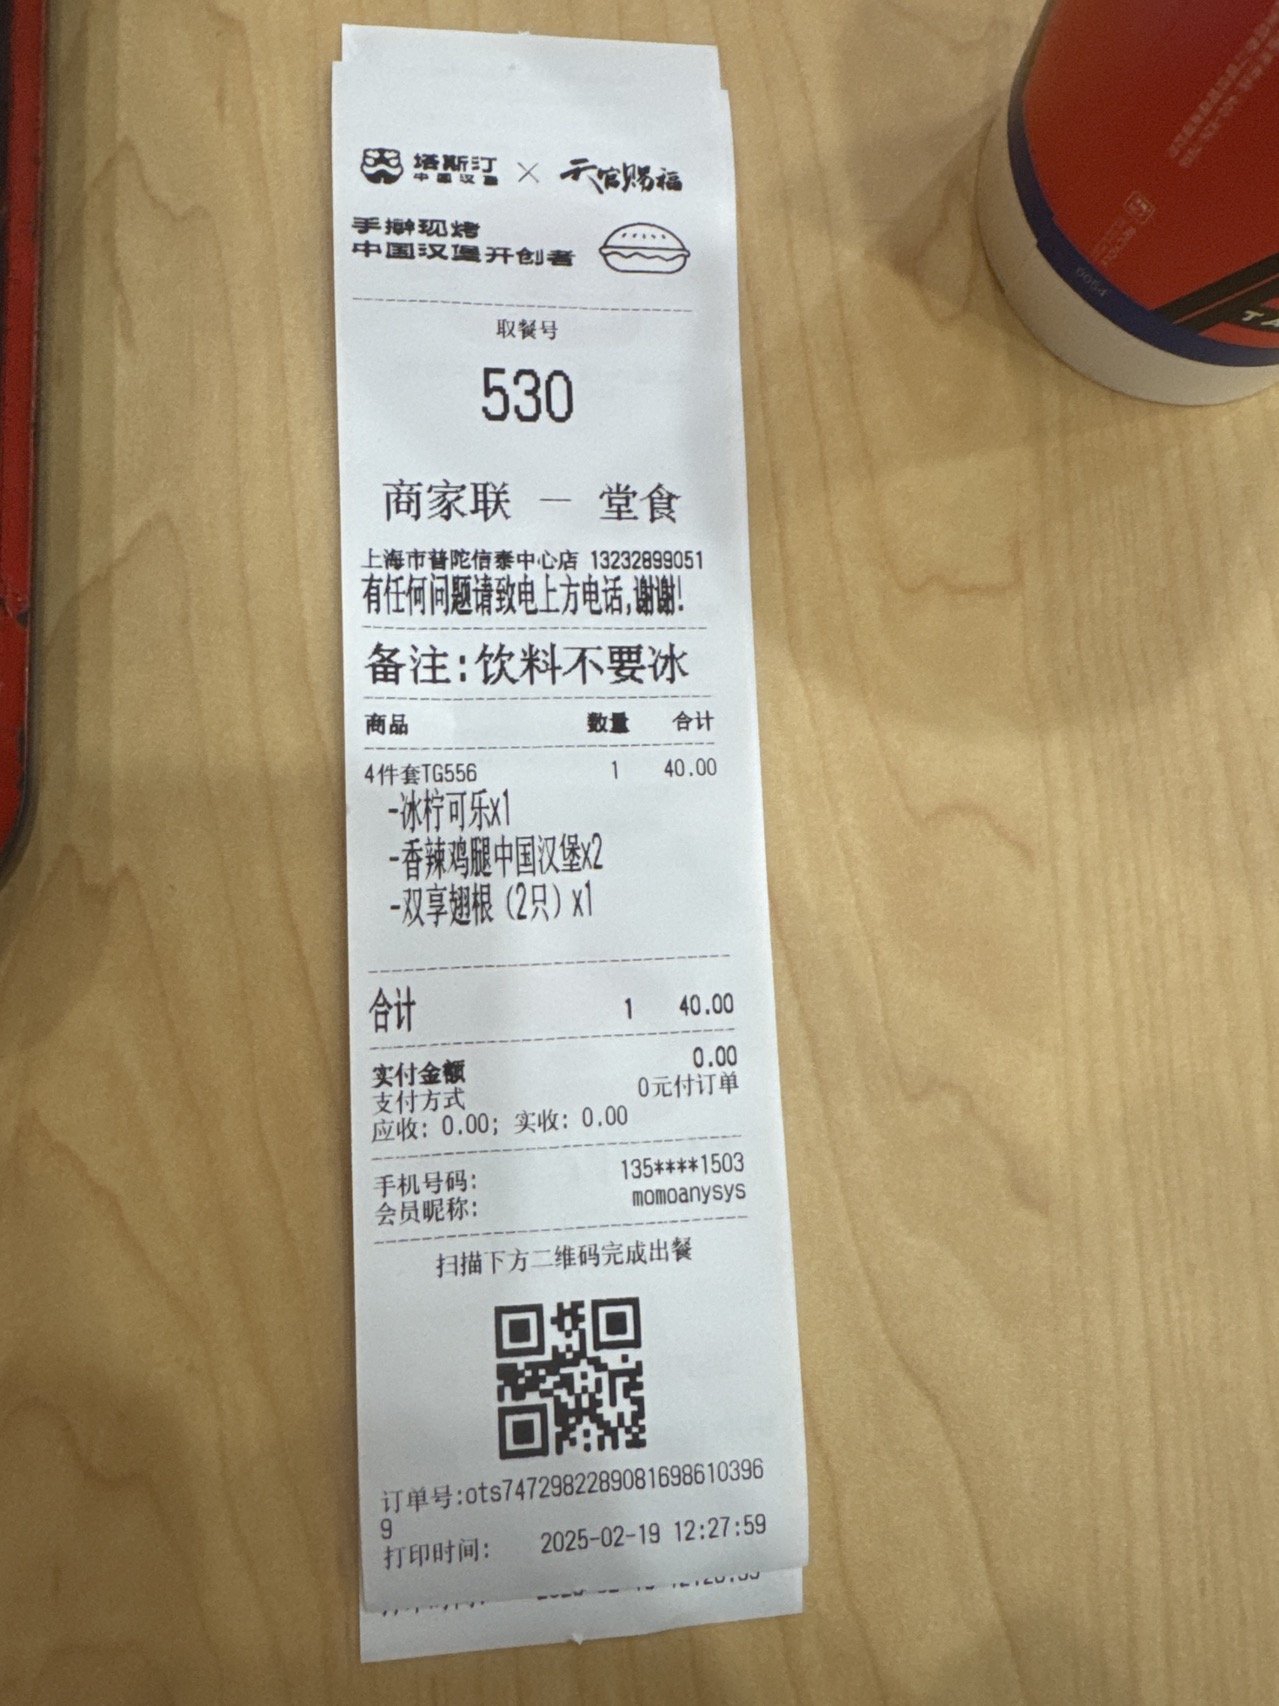 塔斯汀 × 天官赐福
中国汉堡
手擀现烤
中国汉堡开创者
取餐号
530
商家联 — 堂食
上海市普陀信泰中心店 13232899051
有任何问题请致电上方电话,谢谢!
备注:饮料不要冰
商品 数量 合计
4件套TG556 1 40.00
-冰柠可乐x1
-香辣鸡腿中国汉堡x2
-双享翅根(2只)x1
合计 1 40.00
实付金额 0.00
支付方式 0元付订单
应收: 0.00; 实收: 0.00
手机号码: 135****1503
会员昵称: momoanysys
扫描下方二维码完成出餐
订单号:ots7472982289081698610396
9
打印时间: 2025-02-19 12:27:59
0054
TA